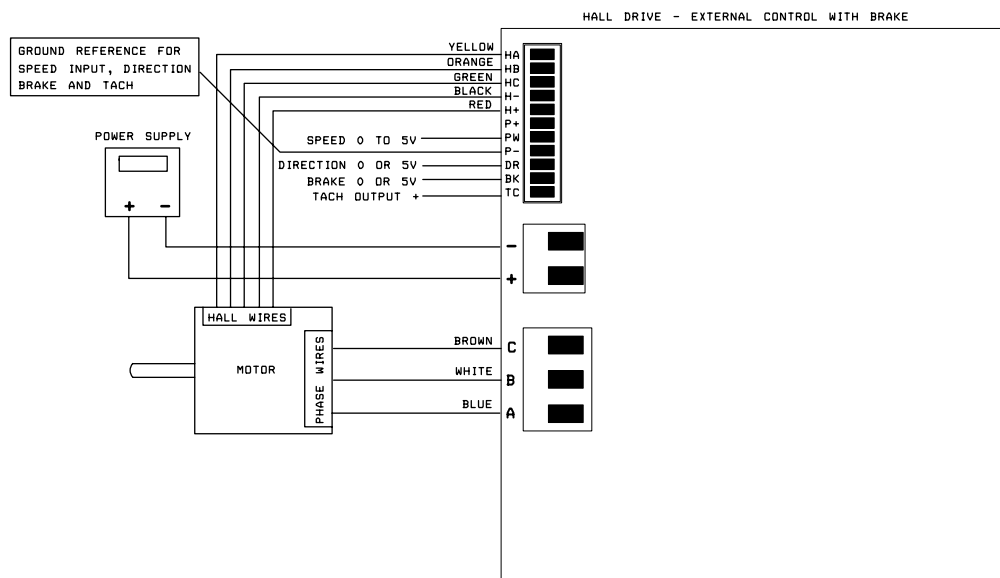 HALL DRIVE - EXTERNAL CONTROL WITH BRAKE
GROUND REFERENCE FOR
SPEED INPUT, DIRECTION
BRAKE AND TACH
YELLOW HA
ORANGE HB
GREEN HC
BLACK H-
RED H+
P+
SPEED 0 TO 5V PW
P-
DIRECTION 0 OR 5V DR
BRAKE 0 OR 5V BK
TACH OUTPUT + TC
POWER SUPPLY
+ -
-
+
HALL WIRES
MOTOR
PHASE WIRES
BROWN C
WHITE B
BLUE A